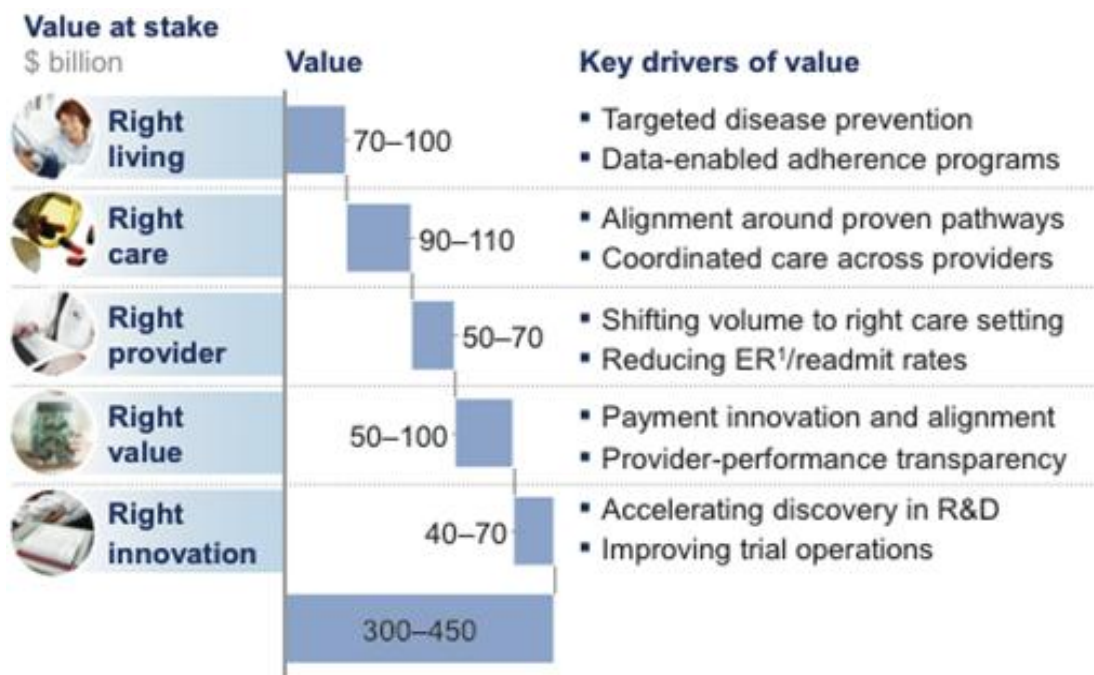 Value at stake
$ billion
Value
Key drivers of value
Right
living
70–100
▪ Targeted disease prevention
▪ Data-enabled adherence programs
Right
care
90–110
▪ Alignment around proven pathways
▪ Coordinated care across providers
Right
provider
50–70
▪ Shifting volume to right care setting
▪ Reducing ER¹/readmit rates
Right
value
50–100
▪ Payment innovation and alignment
▪ Provider-performance transparency
Right
innovation
40–70
▪ Accelerating discovery in R&D
▪ Improving trial operations
300–450